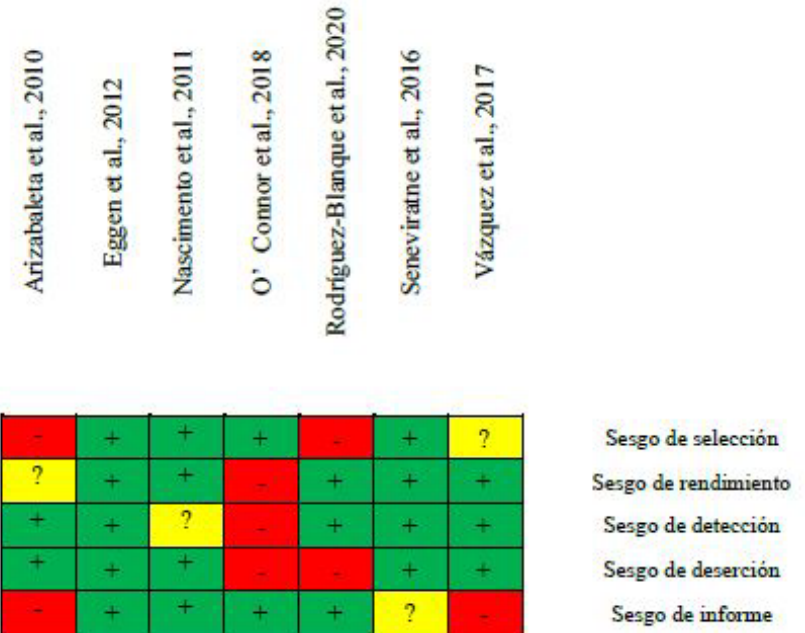 Arizabaleta et al., 2010
Eggen et al., 2012
Nascimento et al., 2011
O’ Connor et al., 2018
Rodríguez-Blanque et al., 2020
Seneviratne et al., 2016
Vázquez et al., 2017
- + + + - + ? Sesgo de selección
? + + - + + + Sesgo de rendimiento
+ + ? - + + + Sesgo de detección
+ + + - - + + Sesgo de deserción
- + + + + ? - Sesgo de informe